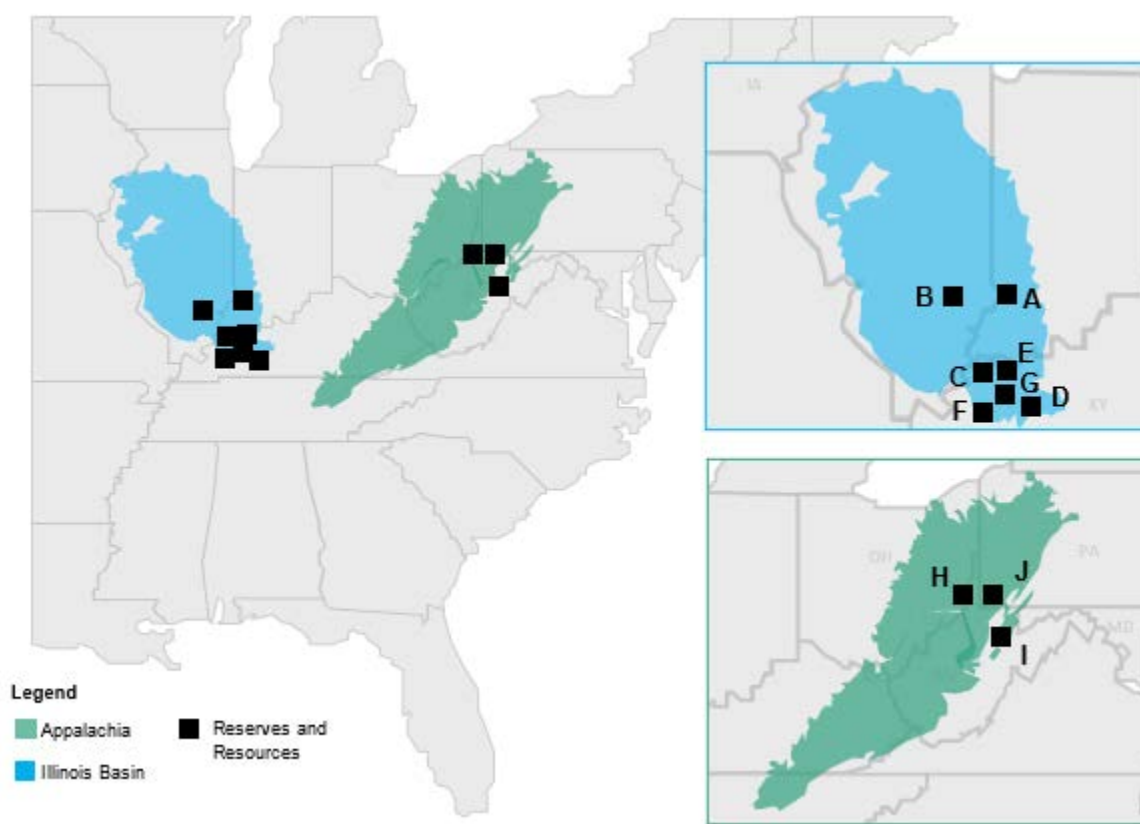 IA
B
A
E
C
G
D
F
KY
OH
PA
H
J
MD
I
Legend
Appalachia
Reserves and
Resources
Illinois Basin